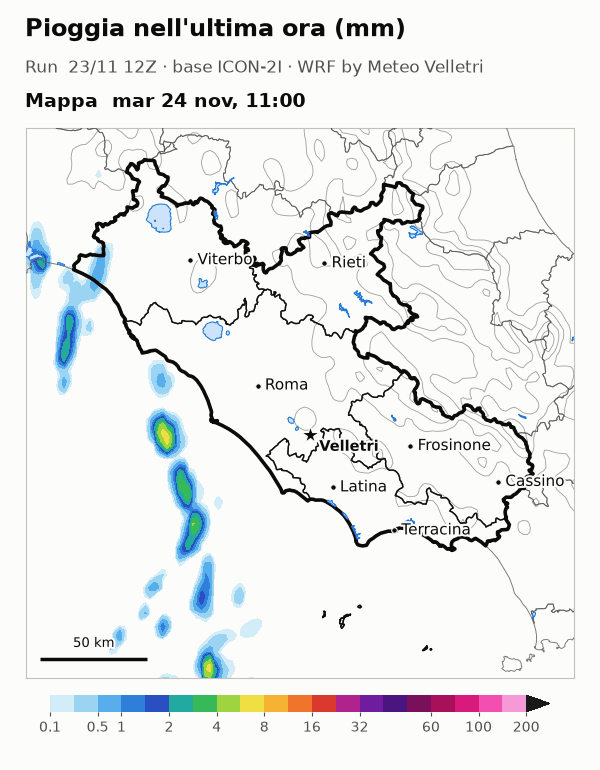 Pioggia nell'ultima ora (mm)
Run  23/11 12Z · base ICON-2I · WRF by Meteo Velletri
Mappa  mar 24 nov, 11:00
Viterbo
Rieti
Roma
Velletri
Frosinone
Latina
Cassino
Terracina
50 km
0.1 0.5 1 2 4 8 16 32 60 100 200